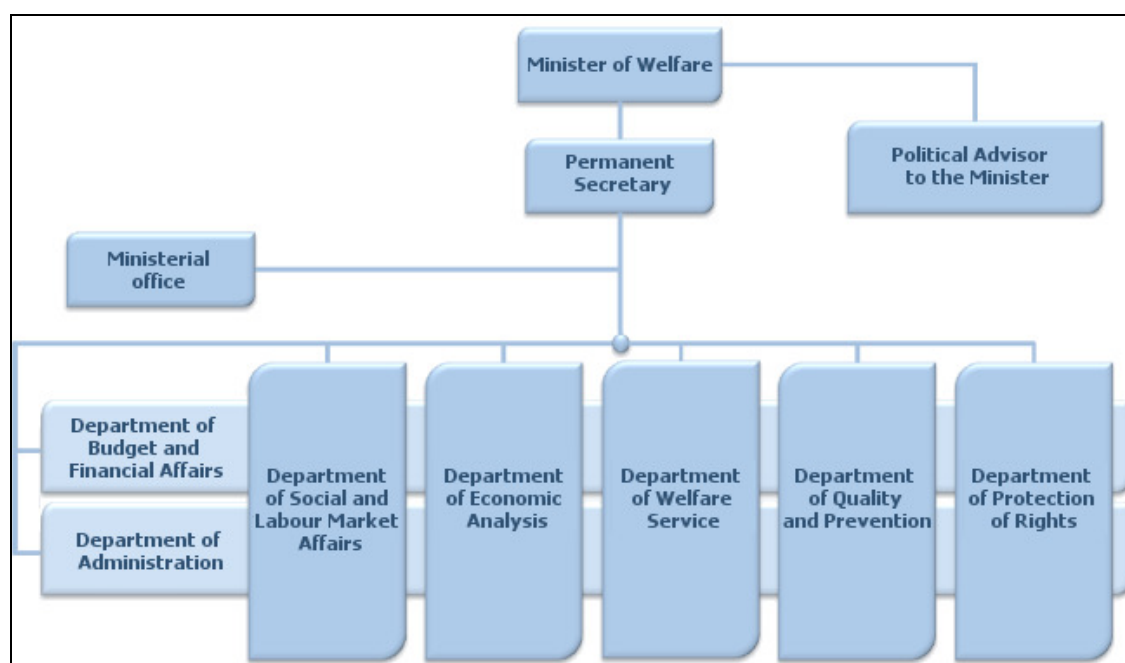 Minister of Welfare
Permanent
Secretary
Political Advisor
to the Minister
Ministerial
office
Department of
Budget and
Financial Affairs
Department of
Administration
Department
of Social and
Labour Market
Affairs
Department
of Economic
Analysis
Department
of Welfare
Service
Department
of Quality
and Prevention
Department
of Protection
of Rights